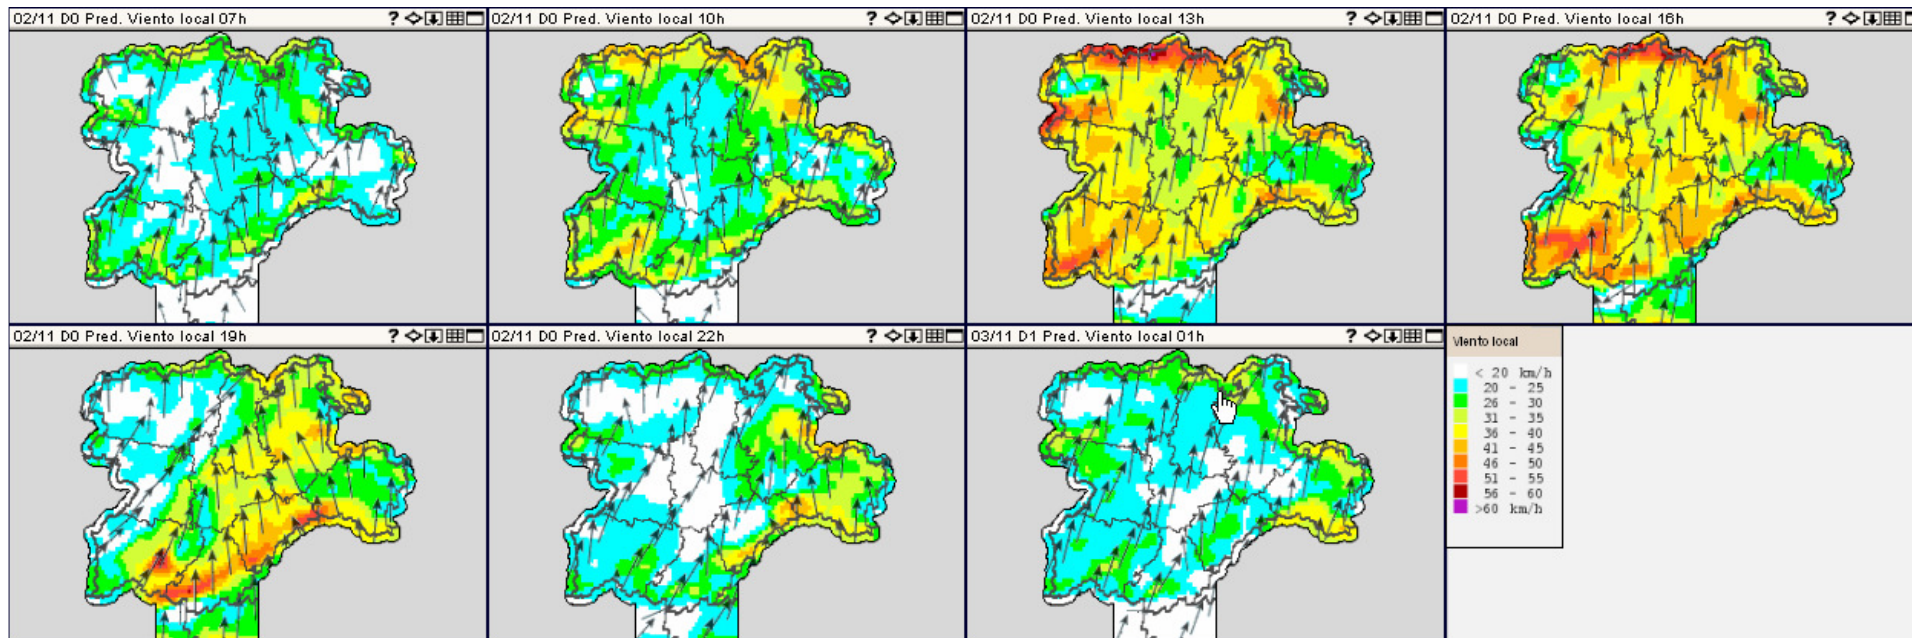 02/11 D0 Pred. Viento local 07h ?
02/11 D0 Pred. Viento local 10h ?
02/11 D0 Pred. Viento local 13h ?
02/11 D0 Pred. Viento local 16h ?
02/11 D0 Pred. Viento local 19h ?
02/11 D0 Pred. Viento local 22h ?
03/11 D1 Pred. Viento local 01h ?
Viento local
< 20 km/h
20 - 25
26 - 30
31 - 35
36 - 40
41 - 45
46 - 50
51 - 55
56 - 60
>60 km/h